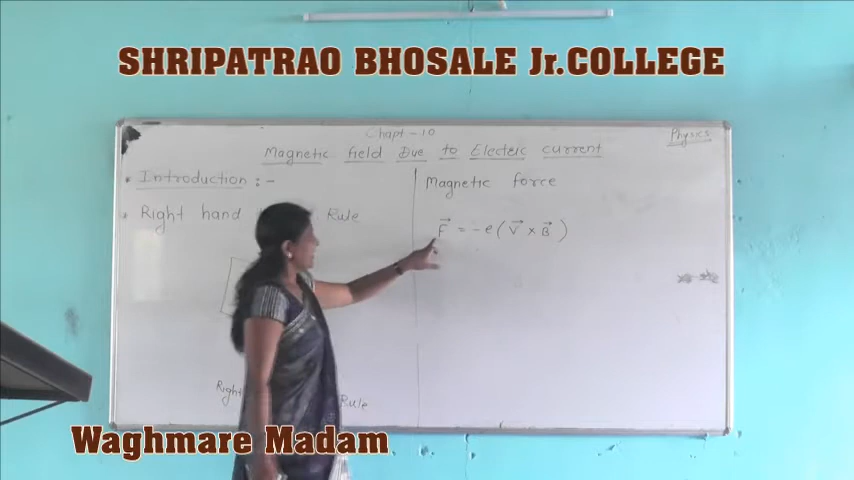 SHRIPATRAO BHOSALE Jr.COLLEGE
Chapt-10
Physics
Magnetic field Due to Electric current
• Introduction :-
• Right hand Rule
Right Rule
Magnetic force
F⃗ = -e(V⃗ × B⃗)
Waghmare Madam